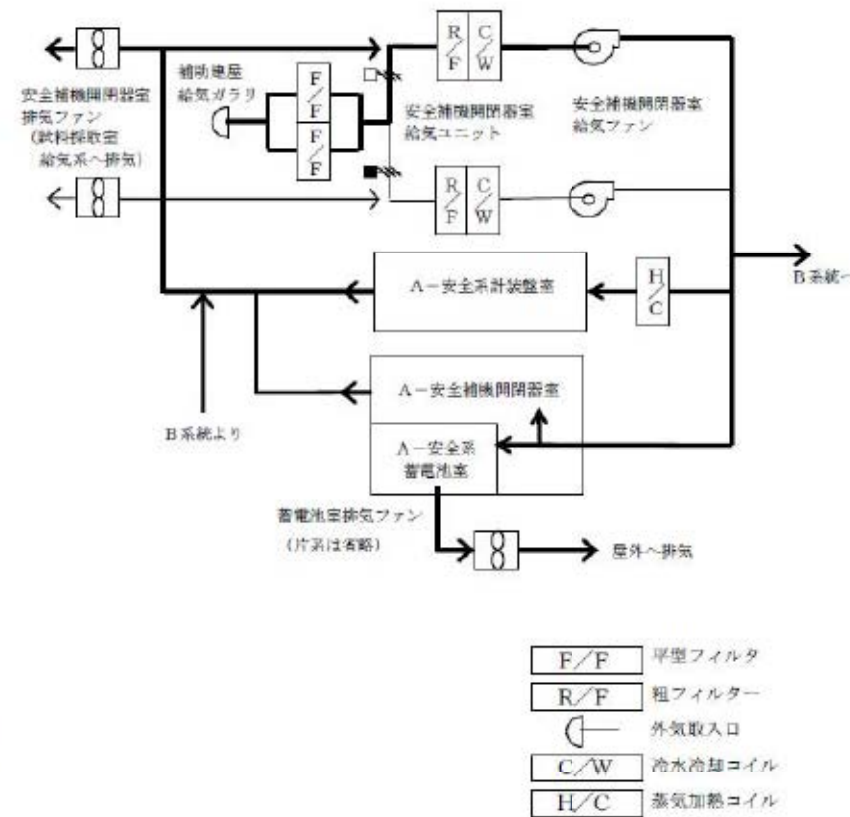 安全補機開閉器室
排気ファン
(試料採取室
給気系へ排気)
補助建屋
給気ガラリ
F/F
F/F
R/F
C/W
安全補機開閉器室
給気ユニット
安全補機開閉器室
給気ファン
R/F
C/W
B系統へ
A-安全系計装盤室
H/C
A-安全補機開閉器室
B系統より
A-安全系
蓄電池室
蓄電池室排気ファン
(片系は省略)
屋外へ排気
F/F 平型フィルタ
R/F 粗フィルター
外気取入口
C/W 冷水冷却コイル
H/C 蒸気加熱コイル